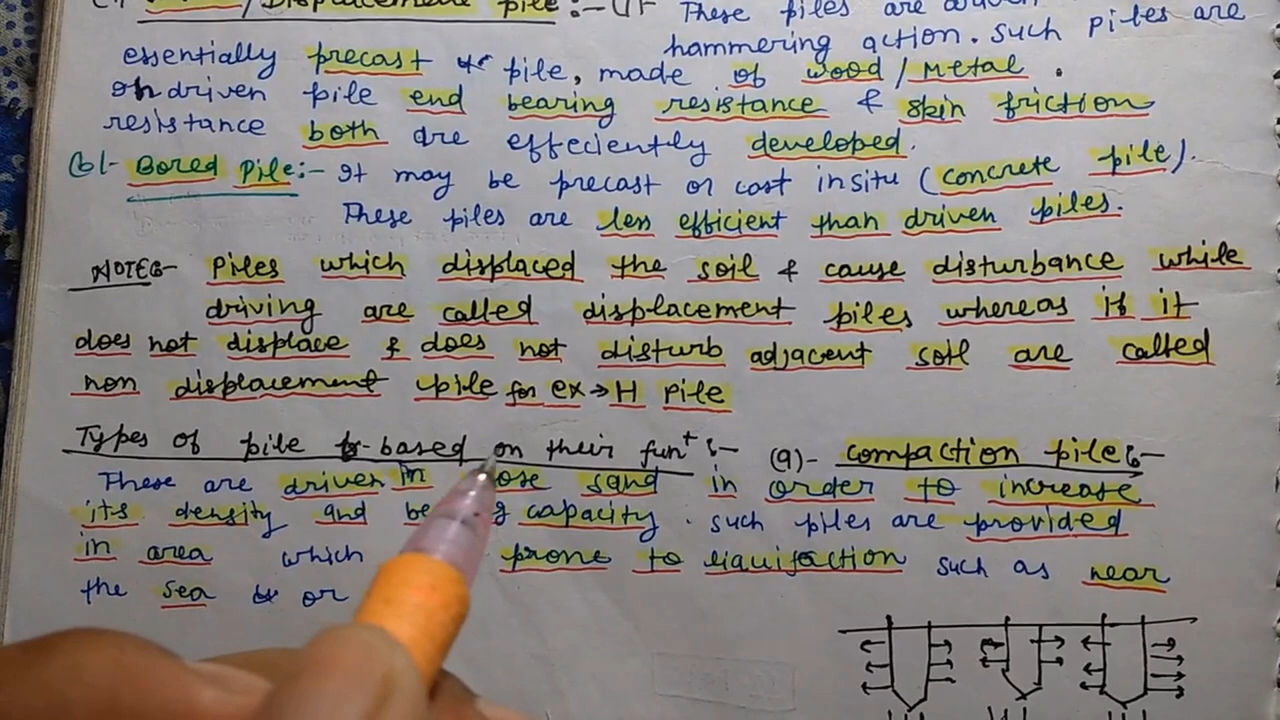 /Displacement pile :- (1) These piles are driven
hammering action. Such piles are
essentially precast pile, made of wood / Metal .
On driven pile end bearing resistance & skin friction
resistance both are effeciently developed.
(b)- Bored Pile:- It may be precast or cast insitu (concrete pile).
These piles are less efficient than driven piles.
NOTE- Piles which displaced the soil & cause disturbance while
driving are called displacement piles whereas if it
does not displace & does not disturb adjacent soil are called
non displacement pile for ex → H Pile
Types of pile based on their fun+ :- (a)- compaction pile:-
These are driven in sand in order to increase
its density and capacity. such piles are provided
in area which prone to liquifaction such as near
the sea or